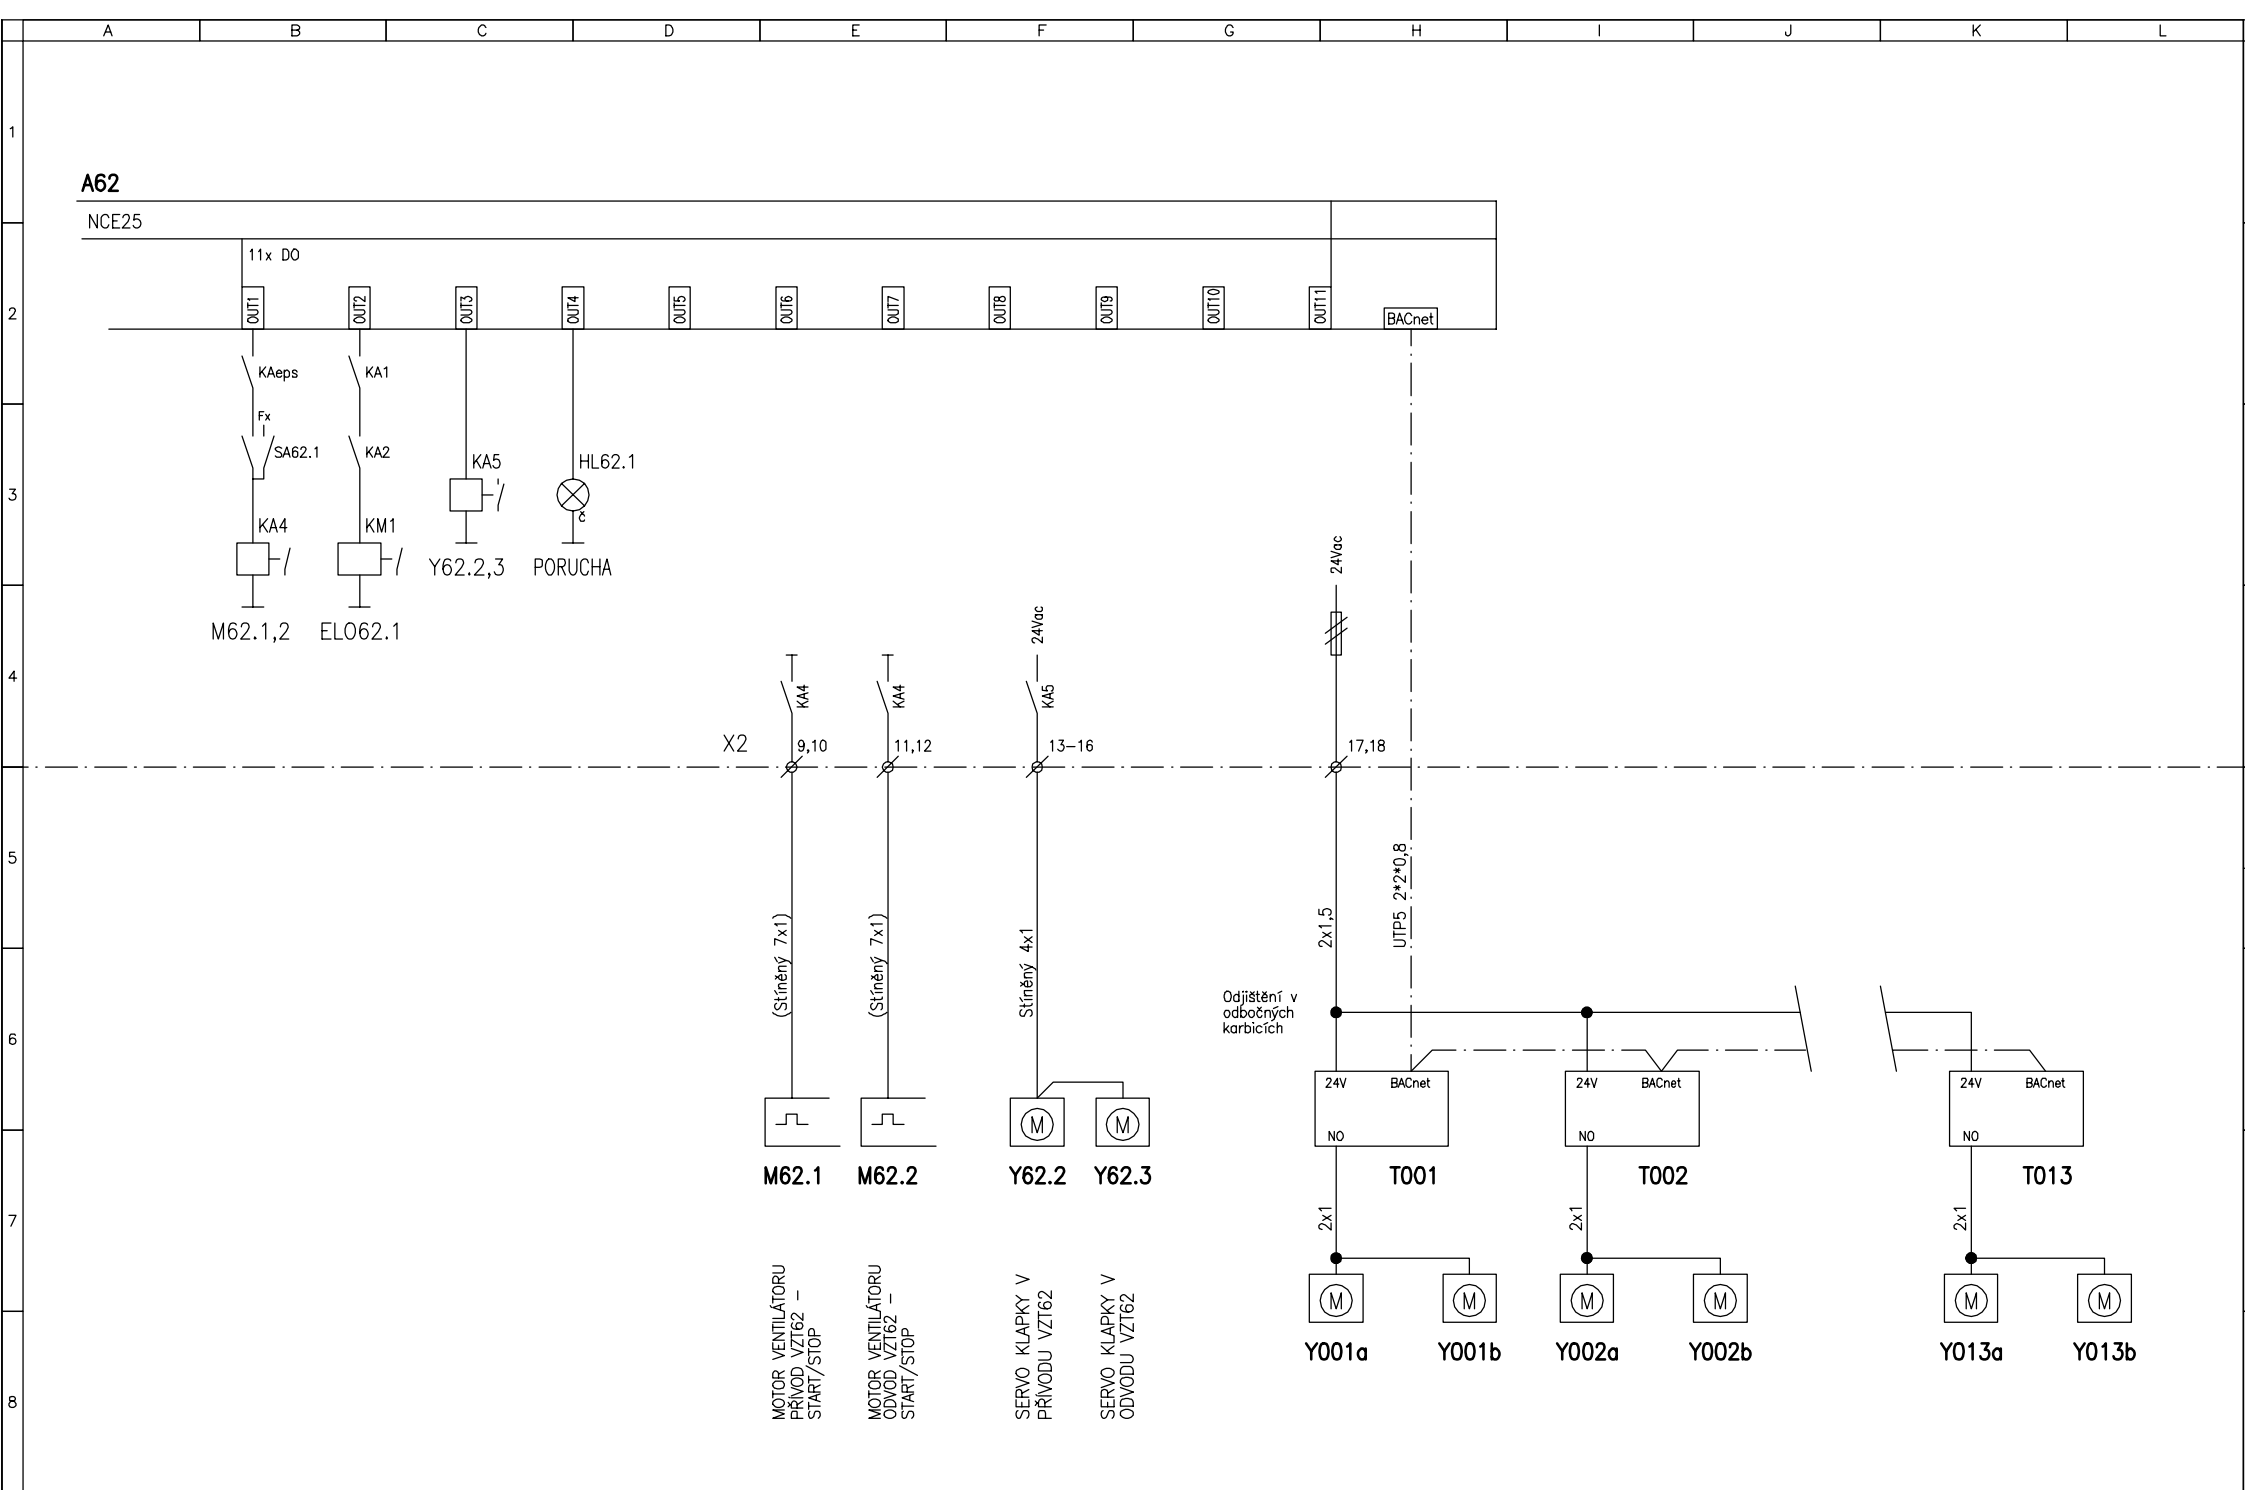 A B C D E F G H I J K L
1
A62
NCE25
11x DO
2
OUT1 OUT2 OUT3 OUT4 OUT5 OUT6 OUT7 OUT8 OUT9 OUT10 OUT11 BACnet
KAeps KA1
Fx
SA62.1 KA2
KA5 HL62.1
3
č
KA4 KM1
Y62.2,3 PORUCHA
M62.1,2 ELO62.1
24Vac
24Vac
4
KA4
KA4
KA5
X2 9,10 11,12 13-16 17,18
5
(Stíněný 7x1)
(Stíněný 7x1)
Stíněný 4x1
2x1,5
UTP5 2*2*0,8
Odjištění v
odbočných
karbicích
6
24V BACnet 24V BACnet 24V BACnet
M M
NO NO NO
M62.1 M62.2 Y62.2 Y62.3 T001 T002 T013
7
2x1
2x1
2x1
MOTOR VENTILÁTORU
PŘÍVOD VZT62 -
START/STOP
MOTOR VENTILÁTORU
ODVOD VZT62 -
START/STOP
SERVO KLAPKY V
PŘÍVODU VZT62
SERVO KLAPKY V
ODVODU VZT62
M M M M M M
Y001a Y001b Y002a Y002b Y013a Y013b
8